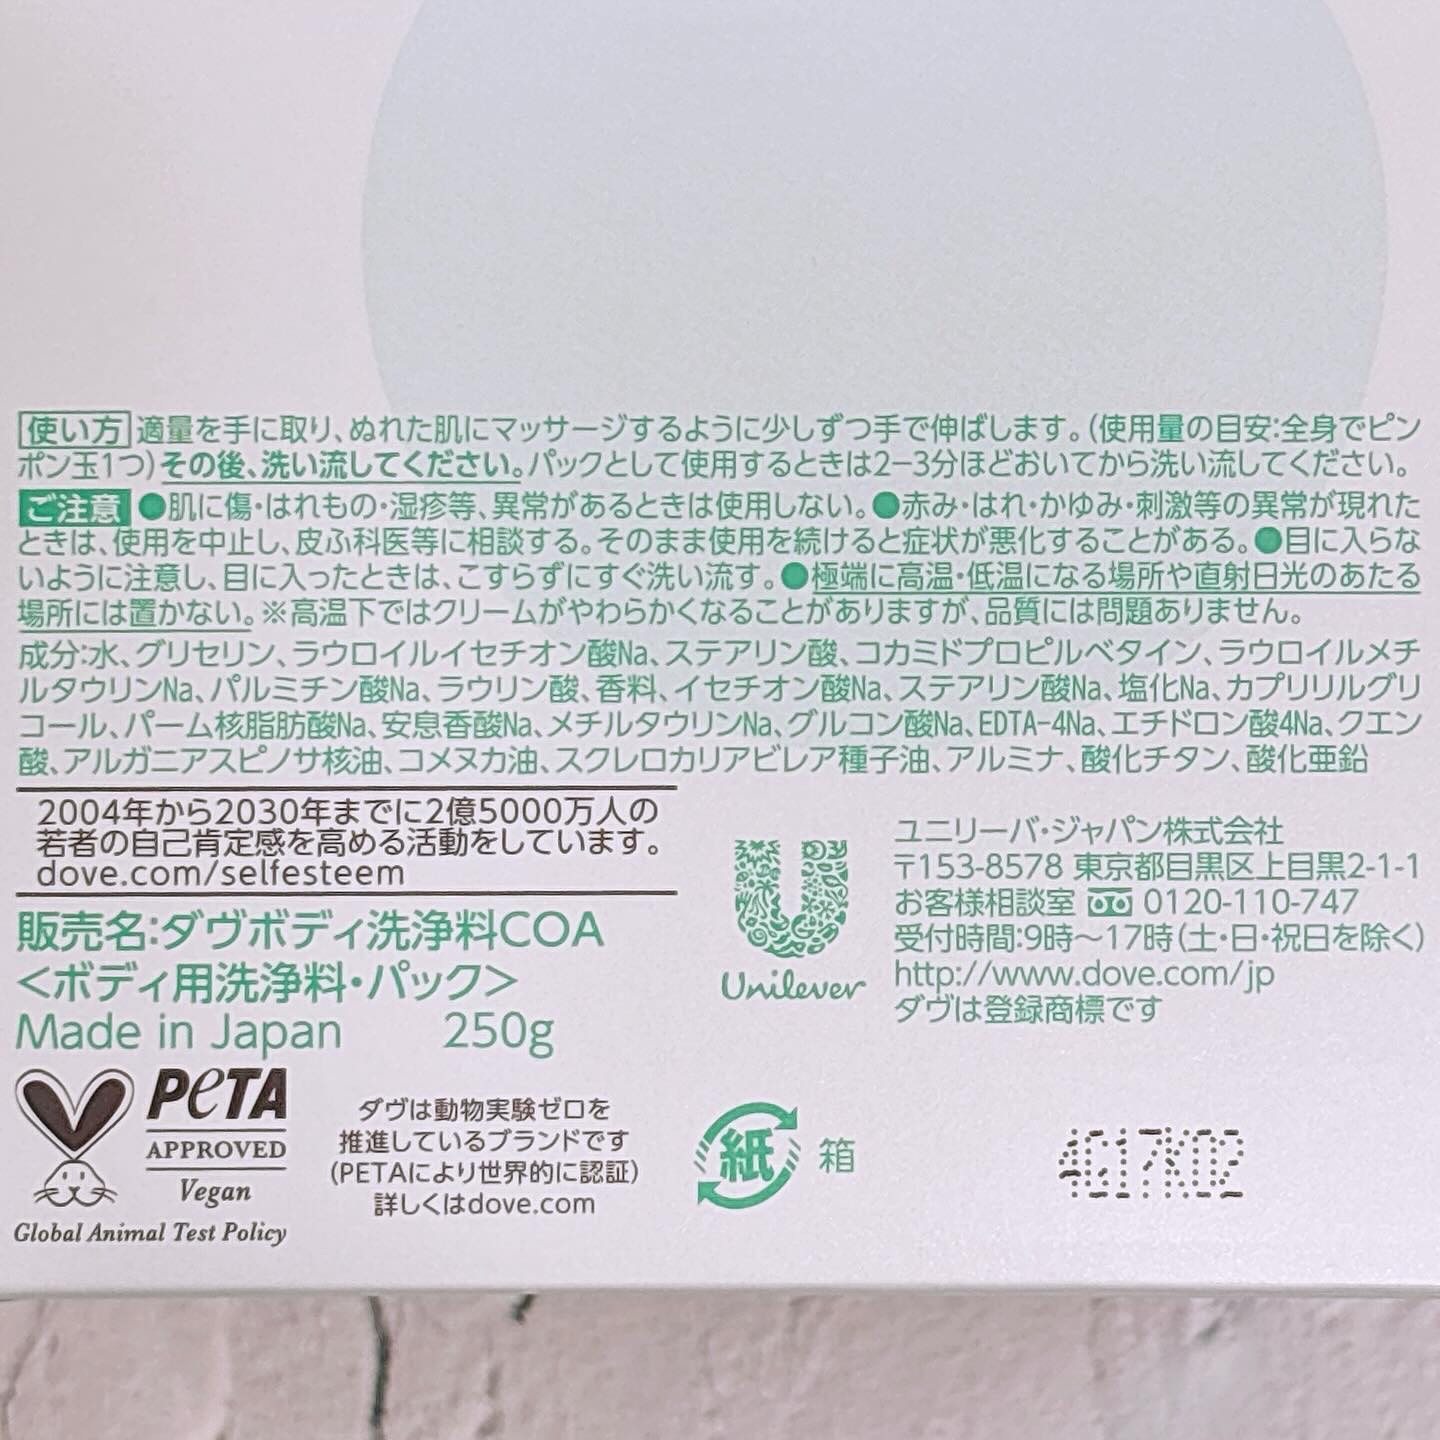 使い方 適量を手に取り、ぬれた肌にマッサージするように少しずつ手で伸ばします。(使用量の目安:全身でピン
ポン玉1つ)その後、洗い流してください。パックとして使用するときは2−3分ほどおいてから洗い流してください。
ご注意 ●肌に傷・はれもの・湿疹等、異常があるときは使用しない。●赤み・はれ・かゆみ・刺激等の異常が現れた
ときは、使用を中止し、皮ふ科医等に相談する。そのまま使用を続けると症状が悪化することがある。●目に入らな
いように注意し、目に入ったときは、こすらずにすぐ洗い流す。●極端に高温・低温になる場所や直射日光のあたる
場所には置かない。※高温下ではクリームがやわらかくなることがありますが、品質には問題ありません。
成分:水、グリセリン、ラウロイルイセチオン酸Na、ステアリン酸、コカミドプロピルベタイン、ラウロイルメチ
ルタウリンNa、パルミチン酸Na、ラウリン酸、香料、イセチオン酸Na、ステアリン酸Na、塩化Na、カプリリルグリ
コール、パーム核脂肪酸Na、安息香酸Na、メチルタウリンNa、グルコン酸Na、EDTA-4Na、エチドロン酸4Na、クエン
酸、アルガニアスピノサ核油、コメヌカ油、スクレロカリアビレア種子油、アルミナ、酸化チタン、酸化亜鉛
2004年から2030年までに2億5000万人の
若者の自己肯定感を高める活動をしています。
dove.com/selfesteem
販売名:ダヴボディ洗浄料COA
<ボディ用洗浄料・パック>
Made in Japan 250g
Unilever
ユニリーバ・ジャパン株式会社
〒153-8578 東京都目黒区上目黒2-1-1
お客様相談室 0120-110-747
受付時間:9時～17時(土・日・祝日を除く)
http://www.dove.com/jp
ダヴは登録商標です
PETA
APPROVED
Vegan
Global Animal Test Policy
ダヴは動物実験ゼロを
推進しているブランドです
(PETAにより世界的に認証)
詳しくはdove.com
紙 箱
4G17K02